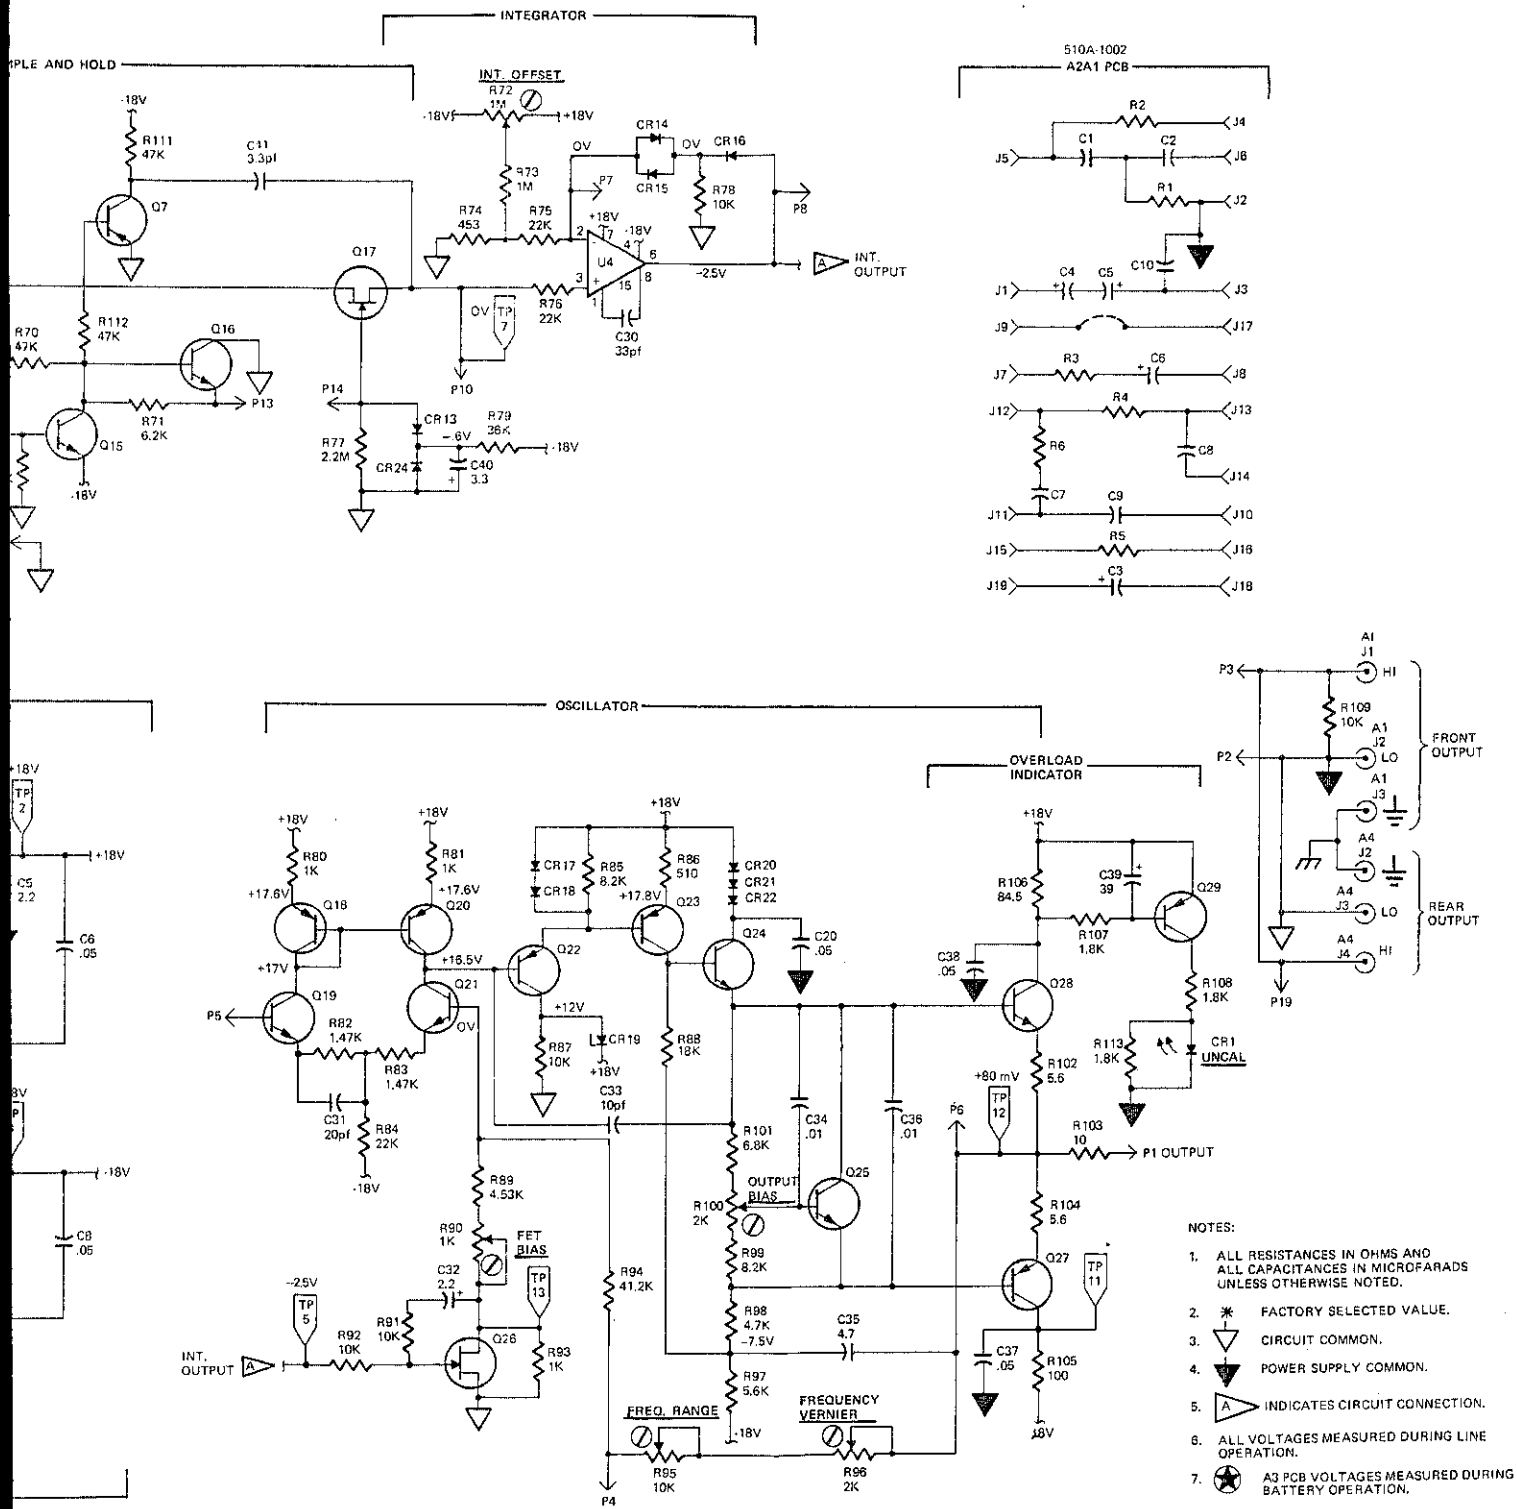 INTEGRATOR
MPLE AND HOLD
510A-1002
A2A1 PCB
INT. OFFSET
R72
1M
-18V
+18V
-18V
R111
47K
C11
3.3pf
Q7
R73
1M
R74
453
R75
22K
OV
P7
CR14
CR15
OV
CR16
R78
10K
P8
+18V
7
-18V
4
2
-
U4
6
3
+
15
8
1
-2.5V
A
INT.
OUTPUT
Q17
R76
22K
OV
TP
7
C30
33pf
P10
R70
47K
R112
47K
Q16
P13
R71
6.2K
Q15
-18V
P14
R77
2.2M
CR13
-.6V
R79
36K
-18V
CR24
C40
+
3.3
R2
J4
J5
C1
C2
J6
R1
J2
C10
J1
+
C4
C5
+
J3
J9
J17
J7
R3
+
C6
J8
J12
R4
J13
R6
C8
J14
C7
J11
C9
J10
J15
R5
J16
J19
+
C3
J18
A1
J1
P3
HI
R109
10K
A1
J2
P2
LO
FRONT
OUTPUT
A1
J3
A4
J2
A4
J3
LO
REAR
OUTPUT
A4
J4
HI
P19
OSCILLATOR
OVERLOAD
INDICATOR
+18V
TP
2
+18V
C5
2.2
C6
.05
8V
P
-18V
C8
.05
+18V
R80
1K
+17.6V
Q18
+17V
+18V
R81
1K
+17.6V
Q20
+16.5V
Q19
P5
Q21
OV
R82
1.47K
R83
1.47K
C31
20pf
R84
22K
-18V
+18V
CR17
CR18
R85
8.2K
R86
510
+17.8V
Q23
CR20
CR21
CR22
Q22
+12V
R87
10K
CR19
+18V
Q24
C20
.05
R88
18K
C33
10pf
R89
4.53K
R90
1K
FET
BIAS
C32
2.2
+
TP
13
-2.5V
TP
5
R92
10K
R91
10K
Q26
R93
1K
INT.
OUTPUT
A
R94
41.2K
R101
6.8K
OUTPUT
BIAS
R100
2K
R99
8.2K
R98
4.7K
-7.5V
R97
5.6K
-18V
C34
.01
Q25
C36
.01
C35
4.7
FREQ. RANGE
R95
10K
FREQUENCY
VERNIER
R96
2K
P4
+18V
R106
84.5
C39
39
+
Q29
R107
1.8K
C38
.05
Q28
R108
1.8K
R113
1.8K
CR1
UNCAL
R102
5.6
+80 mV
TP
12
P6
R103
10
P1 OUTPUT
R104
5.6
Q27
TP
11
C37
.05
R105
100
-18V
NOTES:
1. ALL RESISTANCES IN OHMS AND
ALL CAPACITANCES IN MICROFARADS
UNLESS OTHERWISE NOTED.
2. * FACTORY SELECTED VALUE.
3. CIRCUIT COMMON.
4. POWER SUPPLY COMMON.
5. A INDICATES CIRCUIT CONNECTION.
6. ALL VOLTAGES MEASURED DURING LINE
OPERATION.
7. A3 PCB VOLTAGES MEASURED DURING
BATTERY OPERATION.